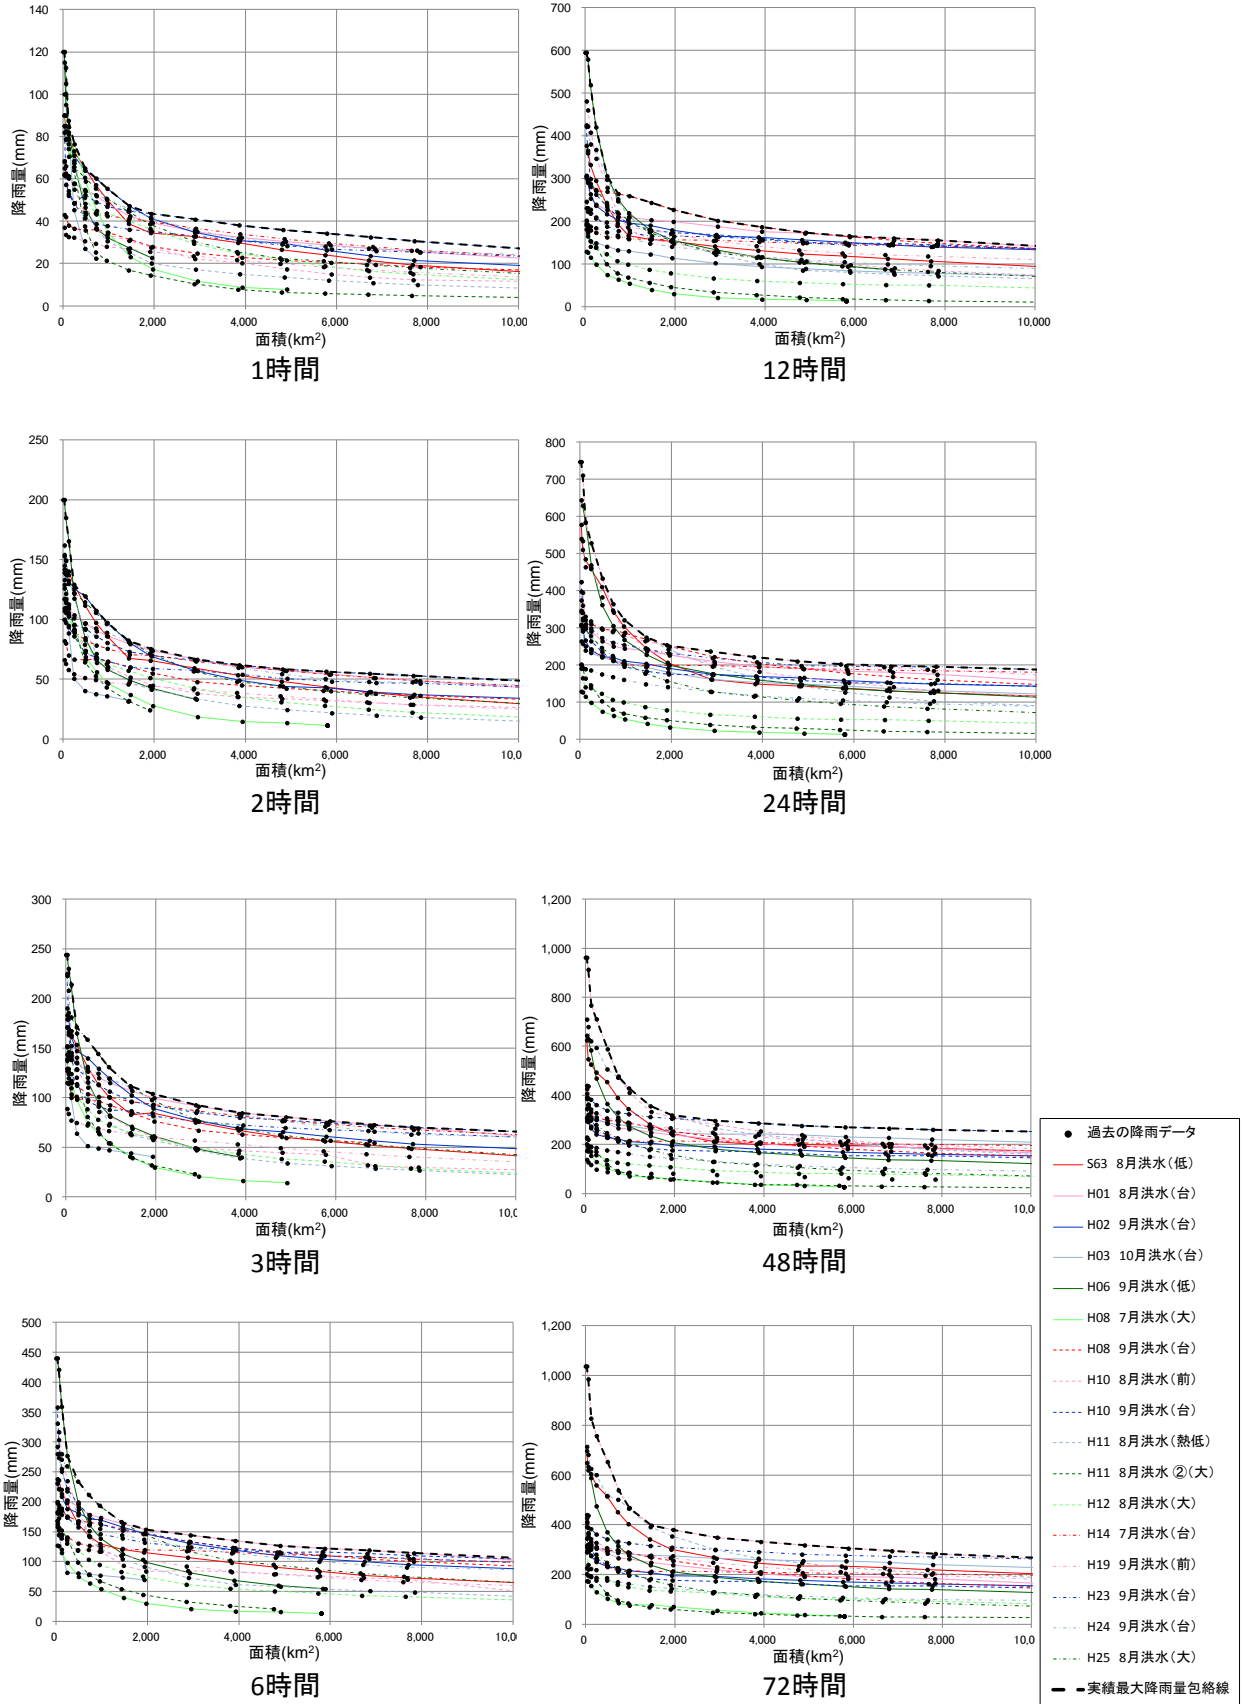 140
120
100
80
60
40
20
0
降雨量(mm)
0
2,000
4,000
6,000
8,000
10,000
面積(km²)
1時間
700
600
500
400
300
200
100
0
降雨量(mm)
0
2,000
4,000
6,000
8,000
10,000
面積(km²)
12時間
250
200
150
100
50
0
降雨量(mm)
0
2,000
4,000
6,000
8,000
10,000
面積(km²)
2時間
800
700
600
500
400
300
200
100
0
降雨量(mm)
0
2,000
4,000
6,000
8,000
10,000
面積(km²)
24時間
300
250
200
150
100
50
0
降雨量(mm)
0
2,000
4,000
6,000
8,000
10,0
面積(km²)
3時間
1,200
1,000
800
600
400
200
0
降雨量(mm)
0
2,000
4,000
6,000
8,000
10,0
面積(km²)
48時間
500
450
400
350
300
250
200
150
100
50
0
降雨量(mm)
0
2,000
4,000
6,000
8,000
10,0
面積(km²)
6時間
1,200
1,000
800
600
400
200
0
降雨量(mm)
0
2,000
4,000
6,000
8,000
10,0
面積(km²)
72時間
過去の降雨データ
S63 8月洪水(低)
H01 8月洪水(台)
H02 9月洪水(台)
H03 10月洪水(台)
H06 9月洪水(低)
H08 7月洪水(大)
H08 9月洪水(台)
H10 8月洪水(前)
H10 9月洪水(台)
H11 8月洪水(熱低)
H11 8月洪水 ②(大)
H12 8月洪水(大)
H14 7月洪水(台)
H19 9月洪水(前)
H23 9月洪水(台)
H24 9月洪水(台)
H25 8月洪水(大)
実績最大降雨量包絡線